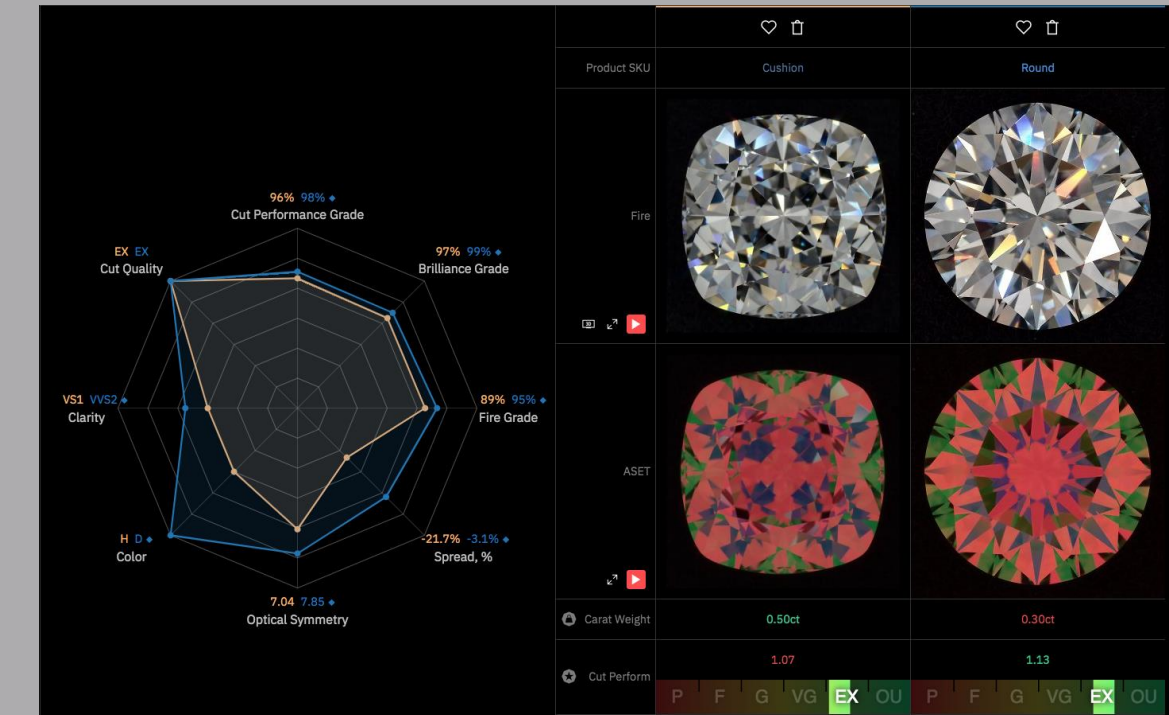 96% 98%
Cut Performance Grade
EX EX
Cut Quality
97% 99%
Brilliance Grade
VS1 VVS2
Clarity
89% 95%
Fire Grade
H D
Color
-21.7% -3.1%
Spread, %
7.04 7.85
Optical Symmetry
Product SKU Cushion Round
Fire
ASET
Carat Weight 0.50ct 0.30ct
Cut Perform 1.07 1.13
P F G VG EX OU P F G VG EX OU